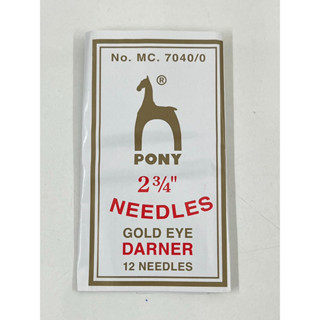 No. MC. 7040/0
®
PONY
2 3/4"
NEEDLES
GOLD EYE
DARNER
12 NEEDLES